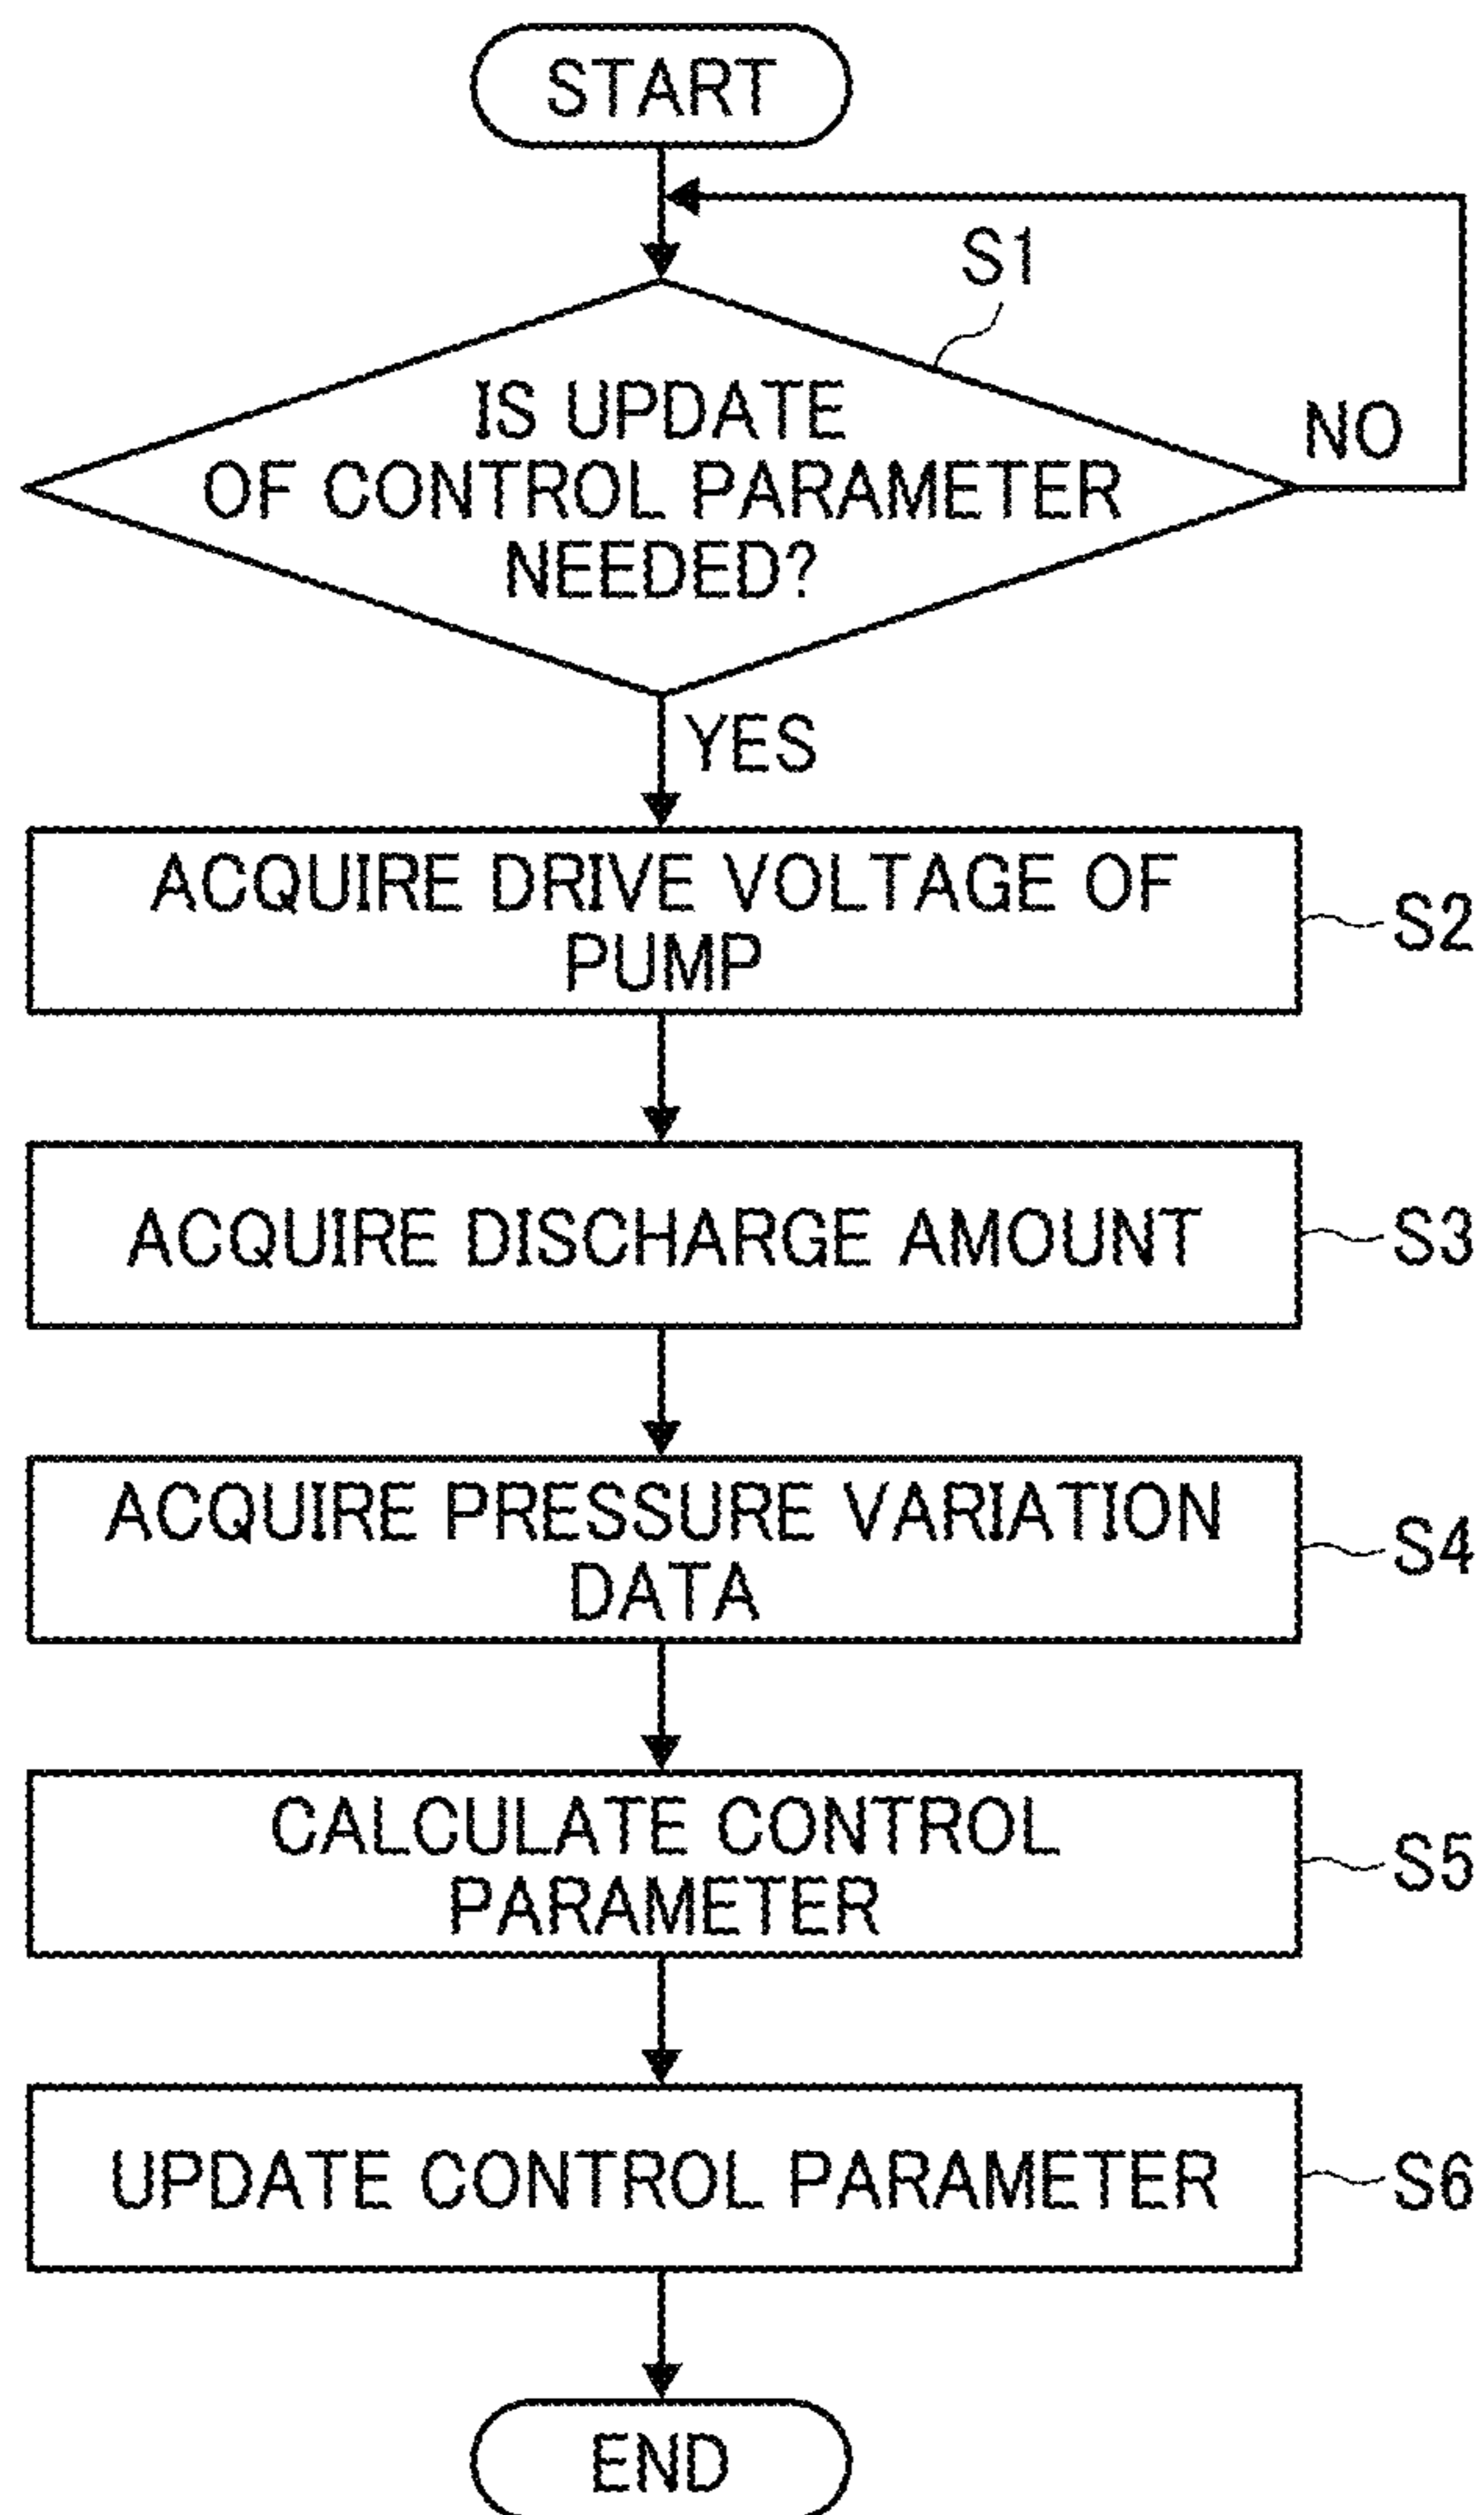 START
S1
IS UPDATE
OF CONTROL PARAMETER
NEEDED?
NO
YES
ACQUIRE DRIVE VOLTAGE OF
PUMP
S2
ACQUIRE DISCHARGE AMOUNT
S3
ACQUIRE PRESSURE VARIATION
DATA
S4
CALCULATE CONTROL
PARAMETER
S5
UPDATE CONTROL PARAMETER
S6
END